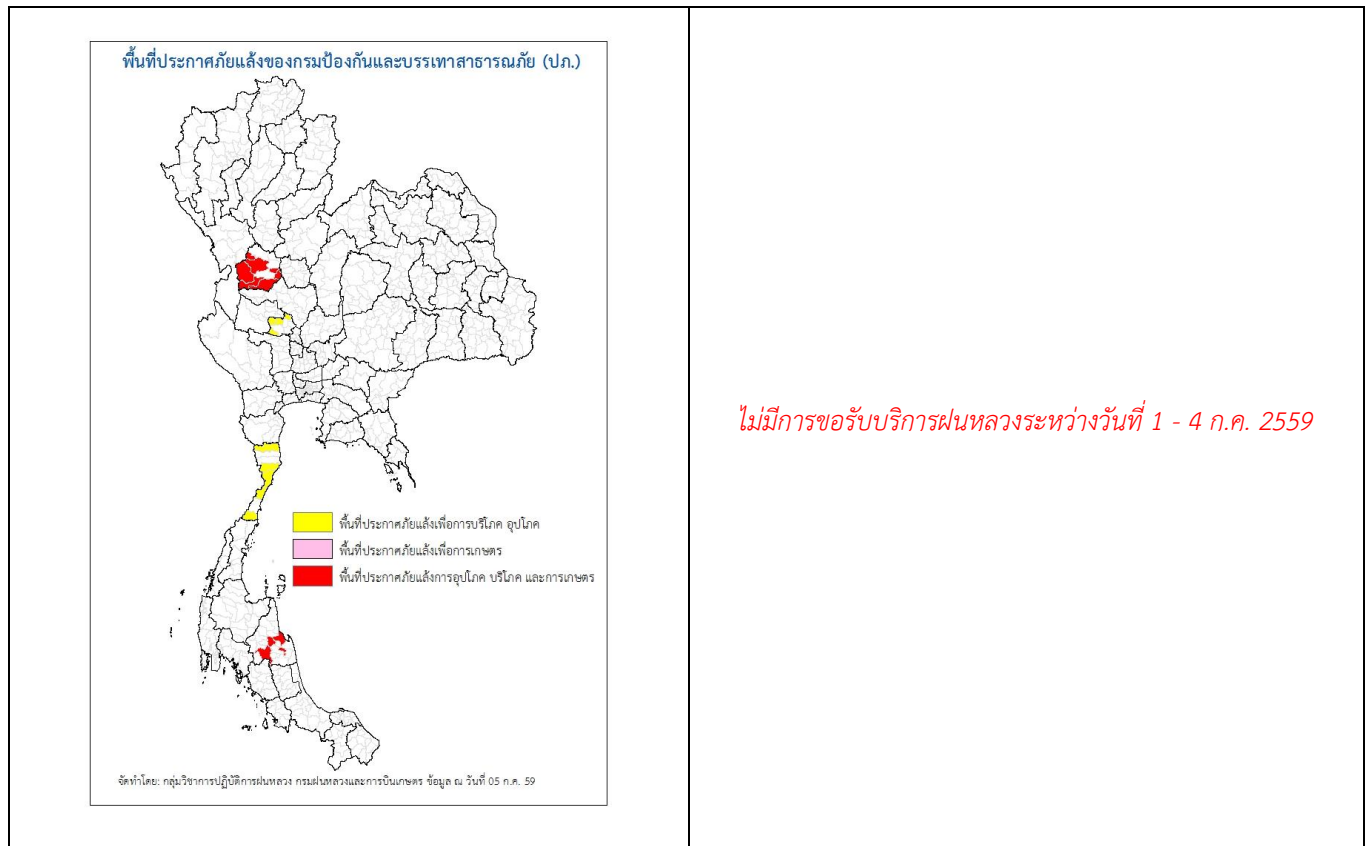 พื้นที่ประกาศภัยแล้งของกรมป้องกันและบรรเทาสาธารณภัย (ปภ.)
พื้นที่ประกาศภัยแล้งเพื่อการบริโภค อุปโภค
พื้นที่ประกาศภัยแล้งเพื่อการเกษตร
พื้นที่ประกาศภัยแล้งการอุปโภค บริโภค และการเกษตร
จัดทำโดย: กลุ่มวิชาการปฏิบัติการฝนหลวง กรมฝนหลวงและการบินเกษตร ข้อมูล ณ วันที่ 05 ก.ค. 59
ไม่มีการขอรับบริการฝนหลวงระหว่างวันที่ 1 - 4 ก.ค. 2559